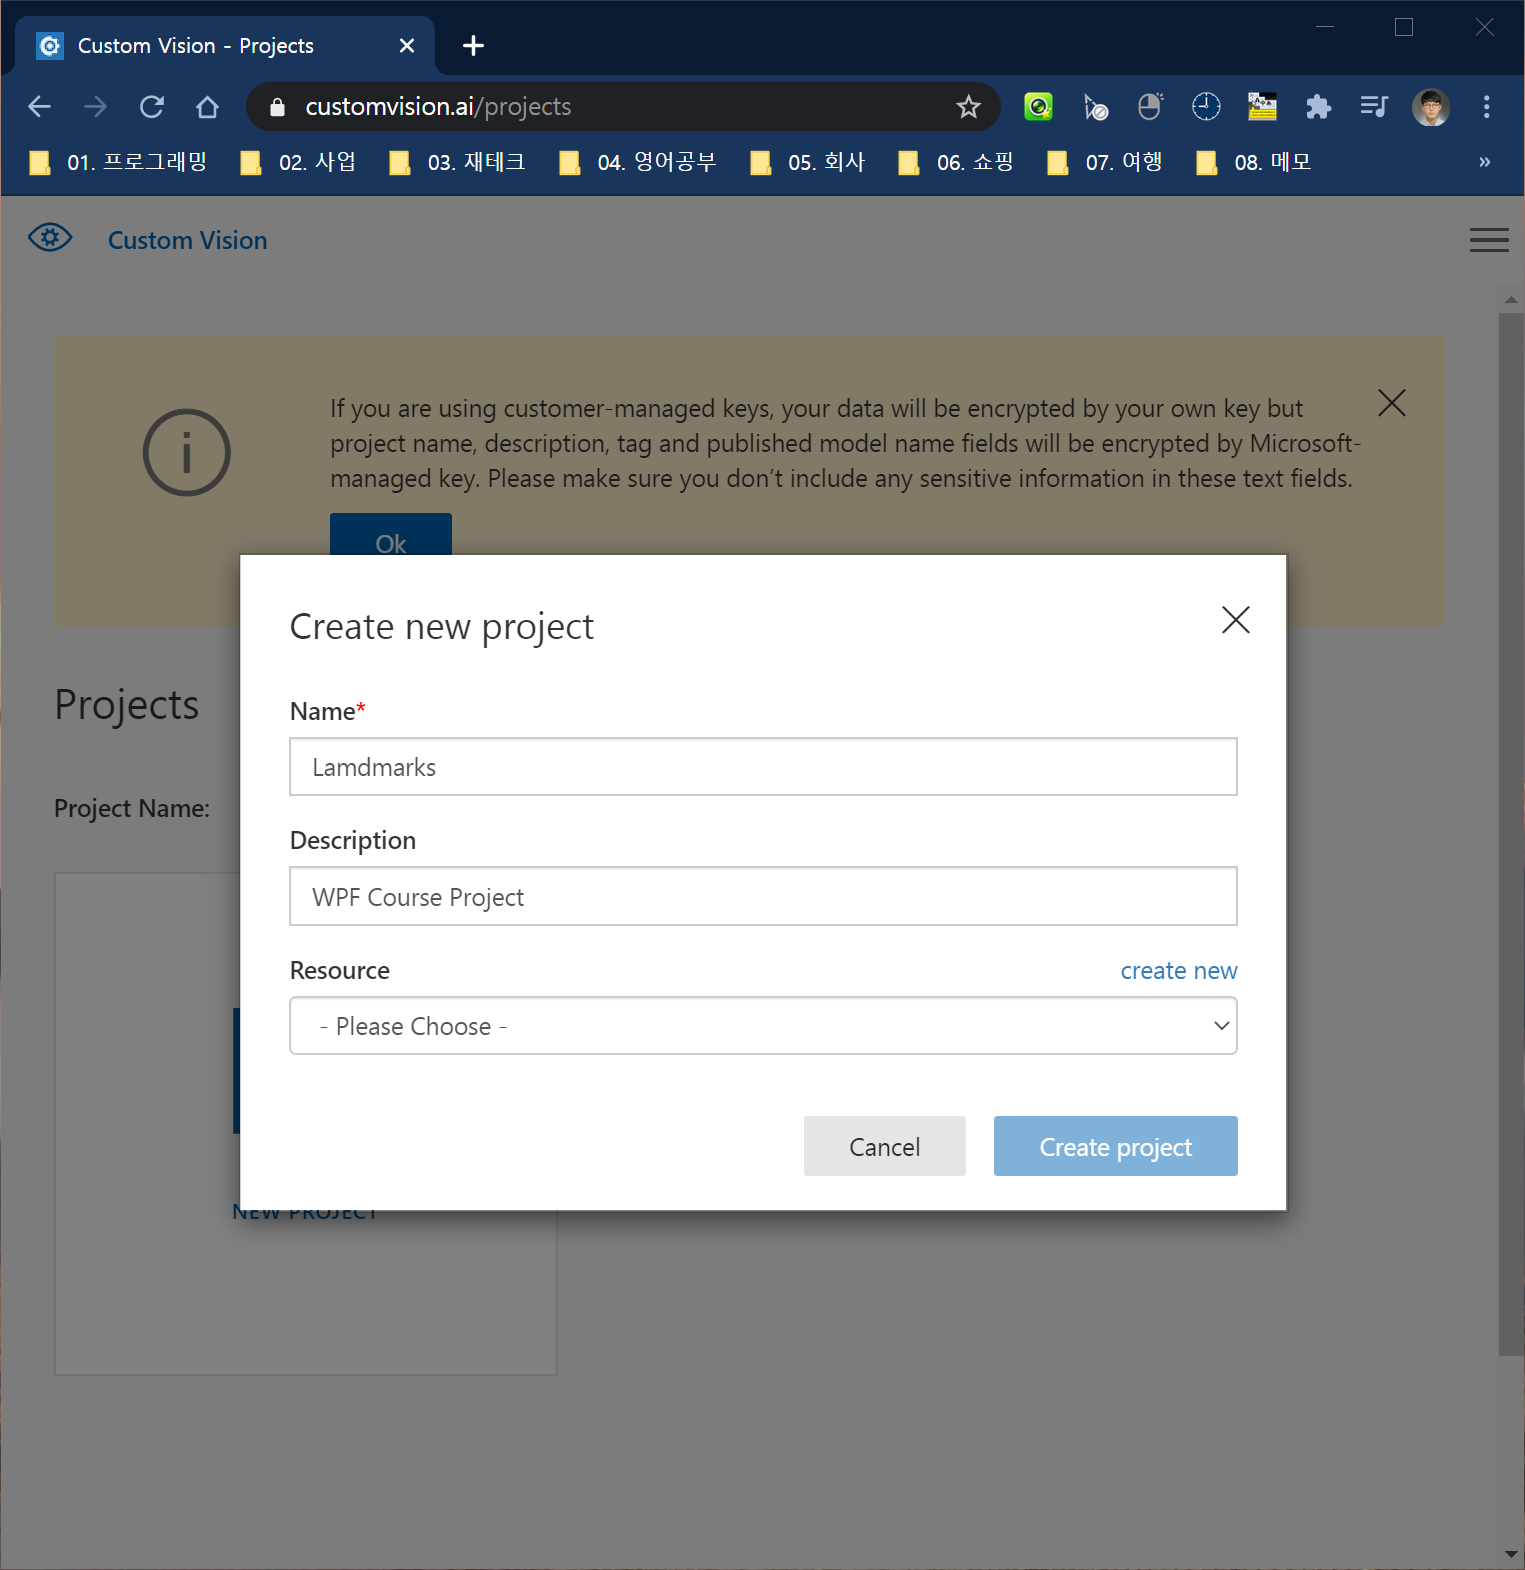 Custom Vision - Projects
customvision.ai/projects
01. 프로그래밍 02. 사업 03. 재테크 04. 영어공부 05. 회사 06. 쇼핑 07. 여행 08. 메모 »
Custom Vision
If you are using customer-managed keys, your data will be encrypted by your own key but
project name, description, tag and published model name fields will be encrypted by Microsoft-
managed key. Please make sure you don’t include any sensitive information in these text fields.
Ok
Projects
Project Name:
Create new project
Name*
Lamdmarks
Description
WPF Course Project
Resource create new
- Please Choose -
Cancel Create project
NEW PROJECT